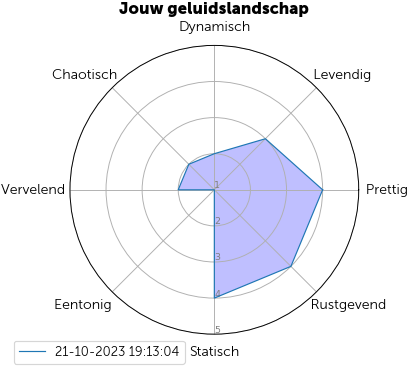 Jouw geluidslandschap
Dynamisch
Chaotisch
Levendig
Vervelend
Prettig
1
2
3
4
5
Eentonig
Rustgevend
21-10-2023 19:13:04
Statisch